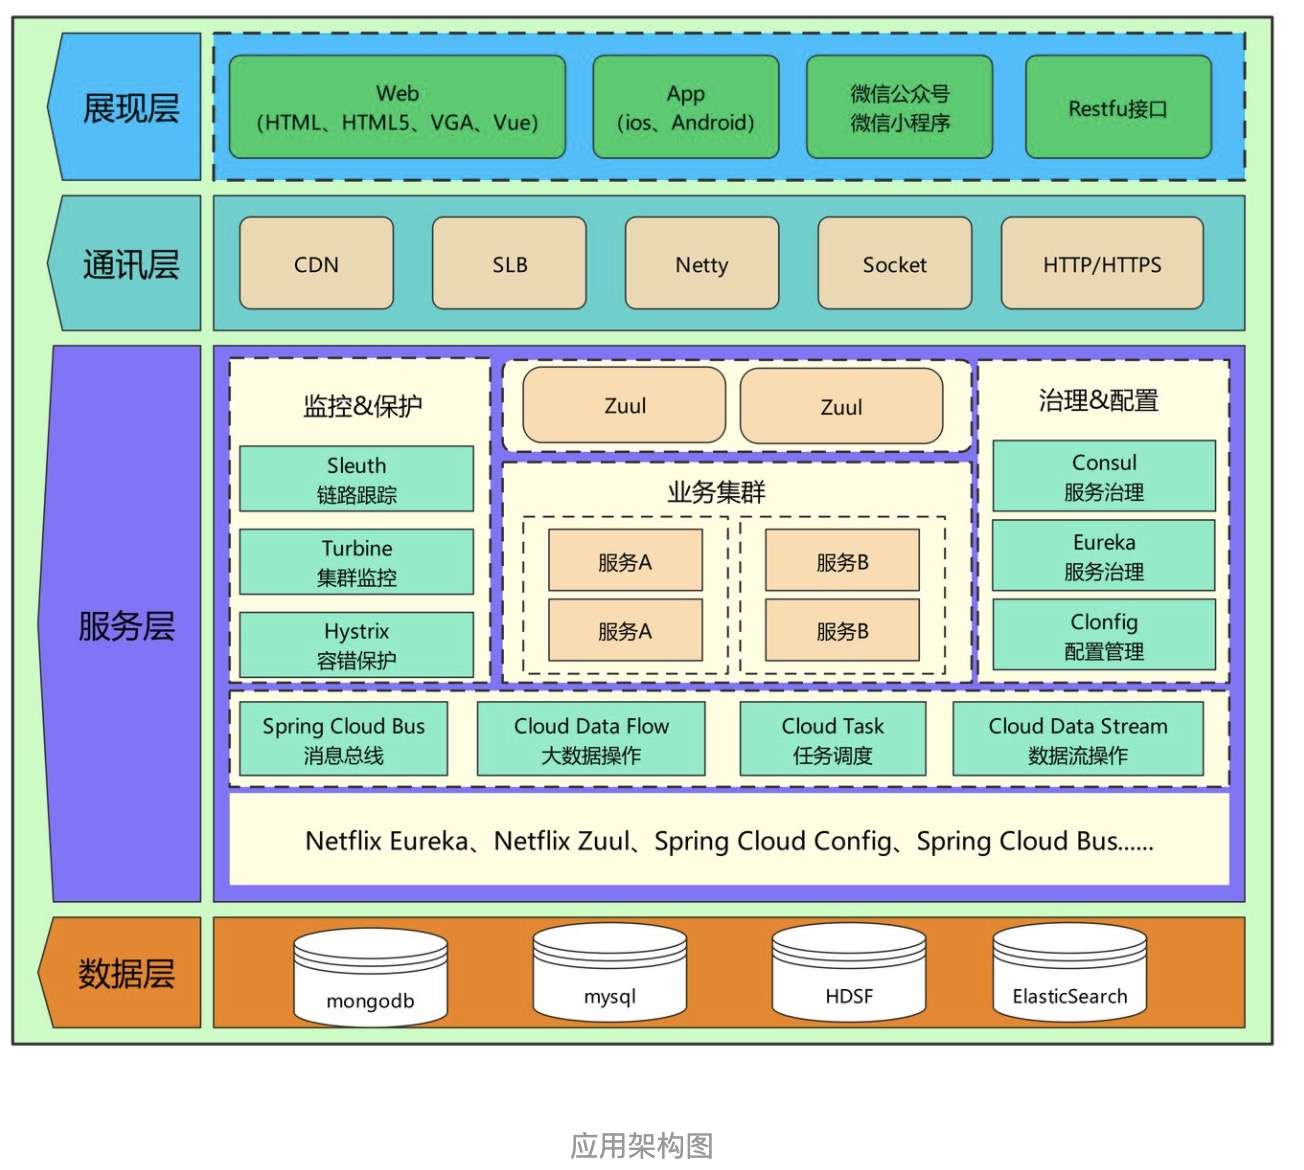 展现层
Web
（HTML、HTML5、VGA、Vue）
App
（ios、Android）
微信公众号
微信小程序
Restfu接口
通讯层
CDN
SLB
Netty
Socket
HTTP/HTTPS
服务层
监控&保护
Sleuth
链路跟踪
Turbine
集群监控
Hystrix
容错保护
Zuul
Zuul
业务集群
服务A
服务B
服务A
服务B
治理&配置
Consul
服务治理
Eureka
服务治理
Clonfig
配置管理
Spring Cloud Bus
消息总线
Cloud Data Flow
大数据操作
Cloud Task
任务调度
Cloud Data Stream
数据流操作
Netflix Eureka、Netflix Zuul、Spring Cloud Config、Spring Cloud Bus......
数据层
mongodb
mysql
HDSF
ElasticSearch
应用架构图